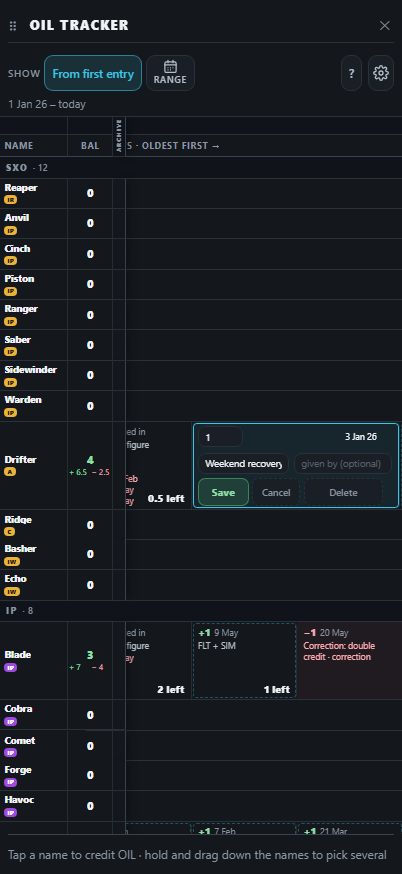 OIL TRACKER
SHOW
From first entry
RANGE
?
1 Jan 26 – today
ARCHIVE
NAME BAL S · OLDEST FIRST →
SXO · 12
Reaper 0
IR
Anvil 0
IP
Cinch 0
IP
Piston 0
IP
Ranger 0
IP
Saber 0
IP
Sidewinder 0
IP
Warden 0
IP
Drifter 4
A
+ 6.5 − 2.5
ed in
figure
Feb
ay
ay 0.5 left
1 3 Jan 26
Weekend recovery given by (optional)
Save Cancel Delete
Ridge 0
C
Basher 0
IW
Echo 0
IW
IP · 8
Blade 3
IP
+ 7 − 4
ed in
figure
ay
2 left
+1 9 May
FLT + SIM
1 left
−1 20 May
Correction: double
credit · correction
Cobra 0
IP
Comet 0
IP
Forge 0
IP
Havoc 0
IP
+1 7 Feb
+1 21 Mar
Tap a name to credit OIL · hold and drag down the names to pick several